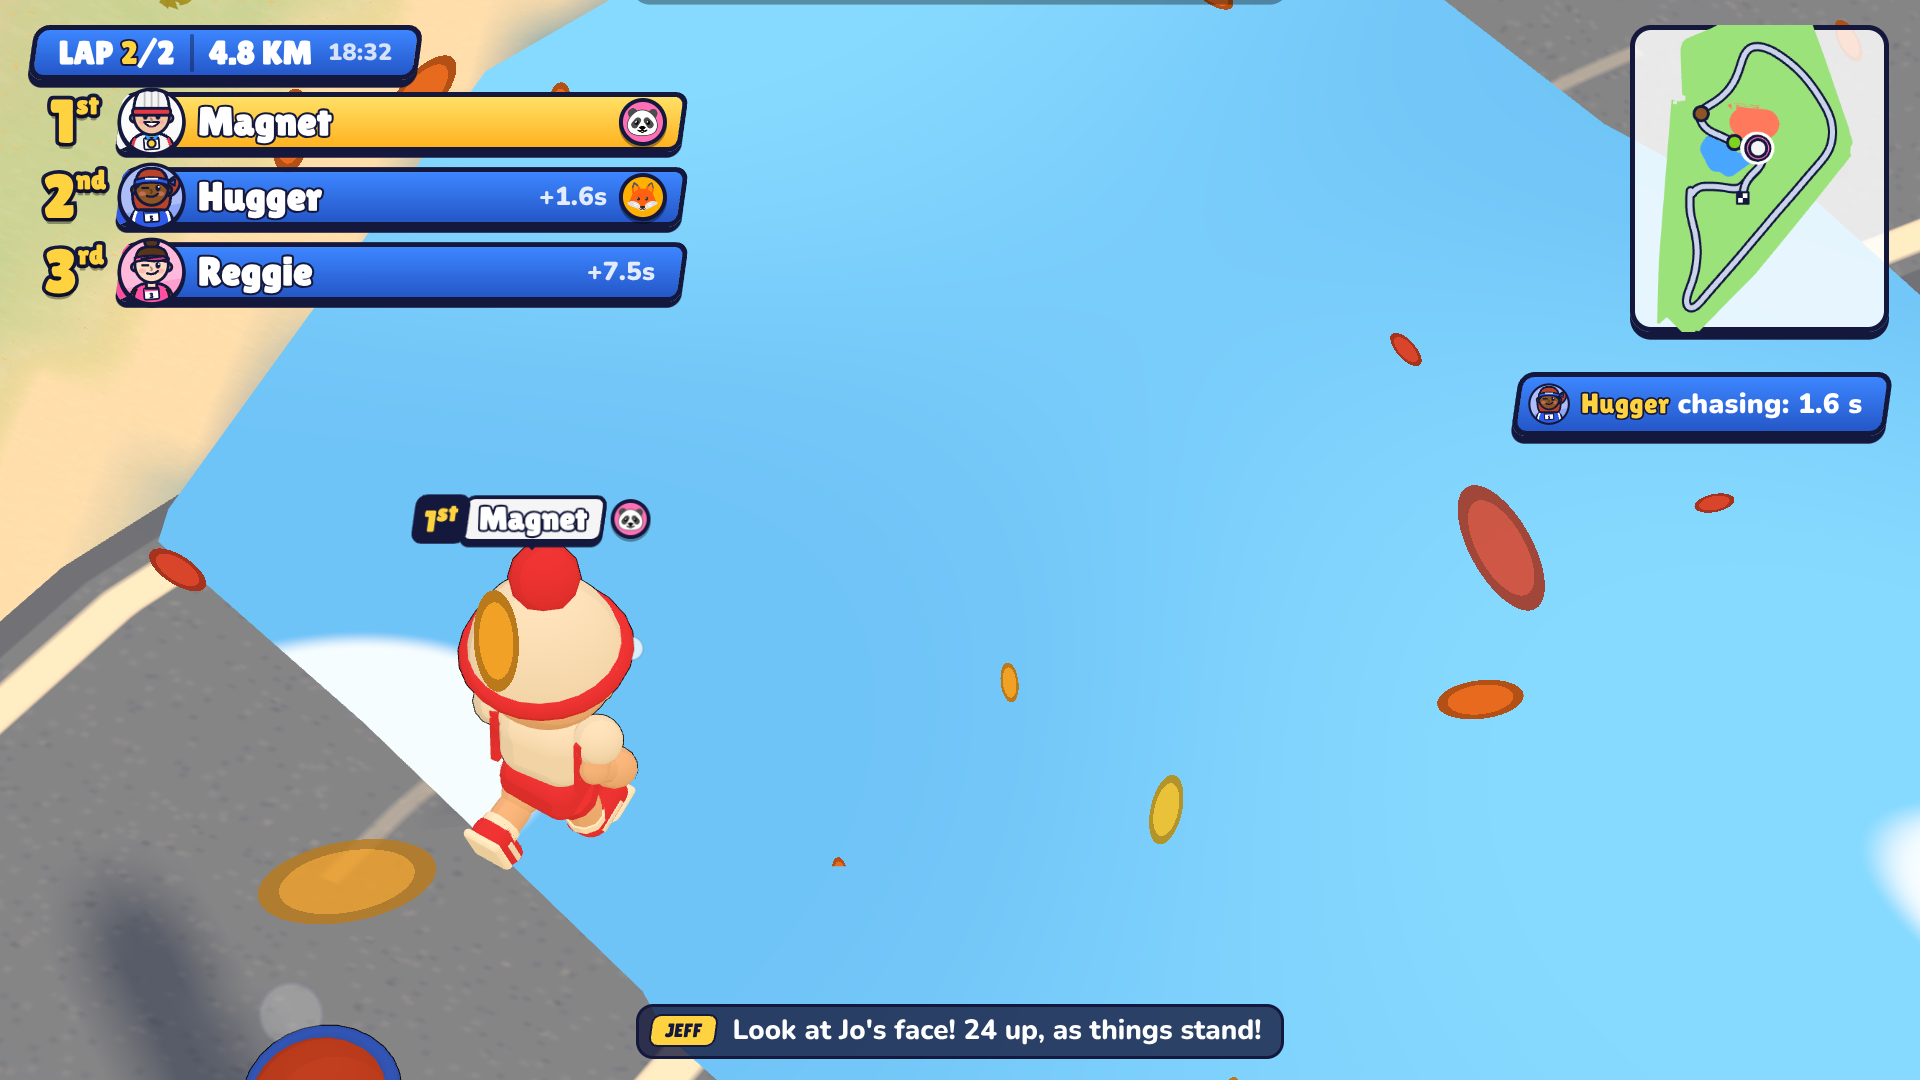 LAP 2/2 4.8 KM 18:32
1st Magnet
2nd Hugger +1.6s
3rd Reggie +7.5s
Hugger chasing: 1.6 s
1st Magnet
JEFF Look at Jo's face! 24 up, as things stand!